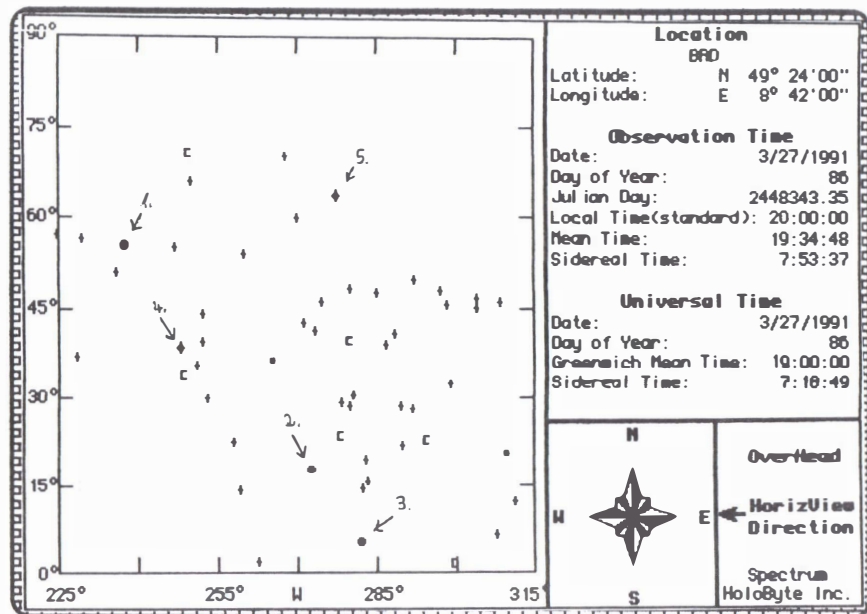 90°
75°
60°
45°
30°
15°
0°
225°
255°
W
285°
315°
1.
5.
4.
2.
3.
Location
BRD
Latitude: N 49° 24'00"
Longitude: E 8° 42'00"
Observation Time
Date: 3/27/1991
Day of Year: 86
Julian Day: 2448343.35
Local Time(standard): 20:00:00
Mean Time: 19:34:48
Sidereal Time: 7:53:37
Universal Time
Date: 3/27/1991
Day of Year: 86
Greenwich Mean Time: 19:00:00
Sidereal Time: 7:18:49
N
W
E
S
Overhead
HorizView
Direction
Spectrum
HoloByte Inc.